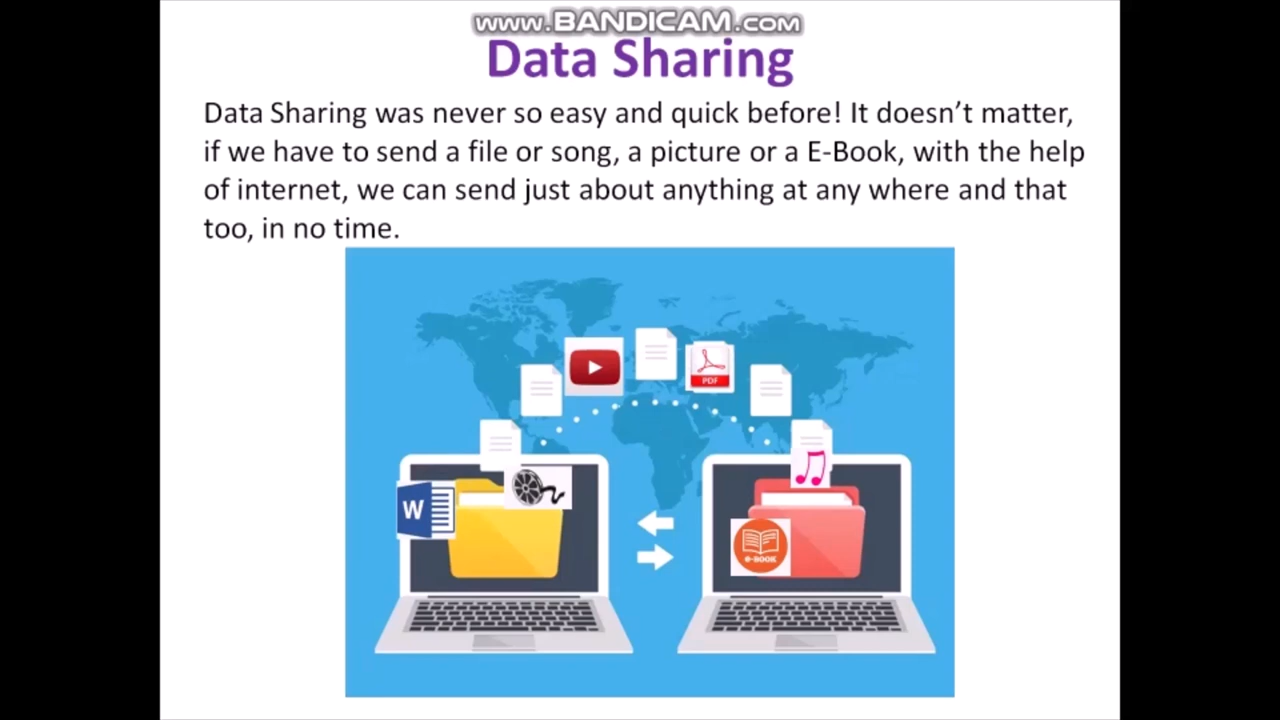 www.BANDICAM.com
Data Sharing
Data Sharing was never so easy and quick before! It doesn’t matter,
if we have to send a file or song, a picture or a E-Book, with the help
of internet, we can send just about anything at any where and that
too, in no time.
PDF
W
e-BOOK